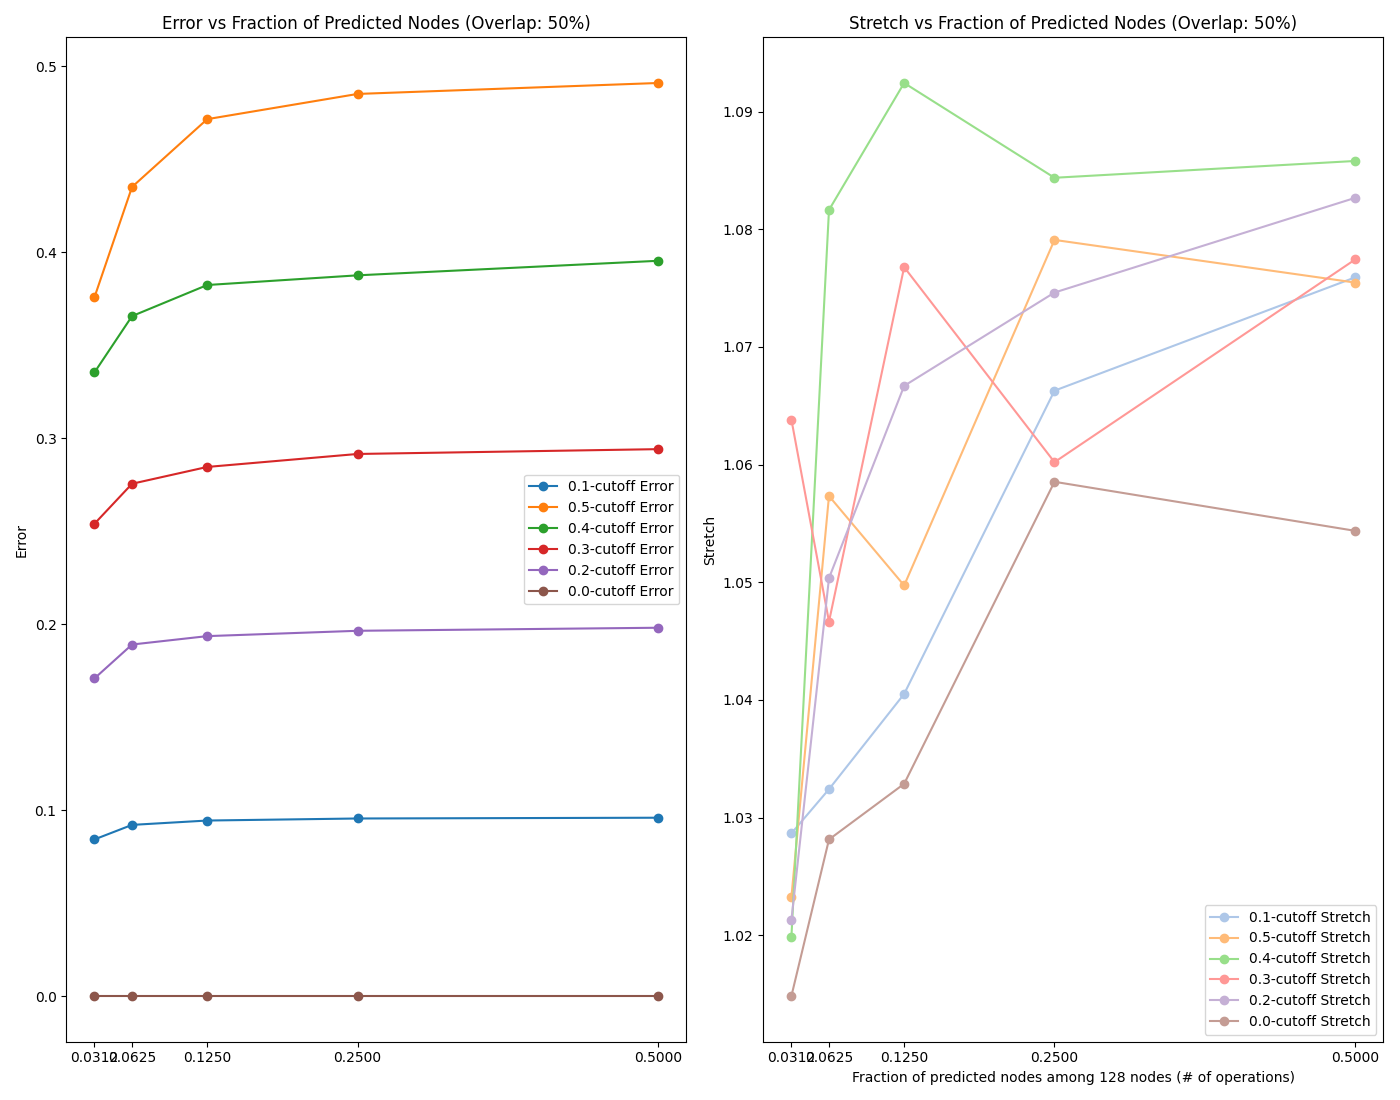 Error vs Fraction of Predicted Nodes (Overlap: 50%)
0.5
0.4
0.3
0.2
0.1
0.0
Error
0.1-cutoff Error
0.5-cutoff Error
0.4-cutoff Error
0.3-cutoff Error
0.2-cutoff Error
0.0-cutoff Error
0.0312
0.0625
0.1250
0.2500
0.5000
Stretch vs Fraction of Predicted Nodes (Overlap: 50%)
1.09
1.08
1.07
1.06
1.05
1.04
1.03
1.02
Stretch
0.1-cutoff Stretch
0.5-cutoff Stretch
0.4-cutoff Stretch
0.3-cutoff Stretch
0.2-cutoff Stretch
0.0-cutoff Stretch
0.0312
0.0625
0.1250
0.2500
0.5000
Fraction of predicted nodes among 128 nodes (# of operations)